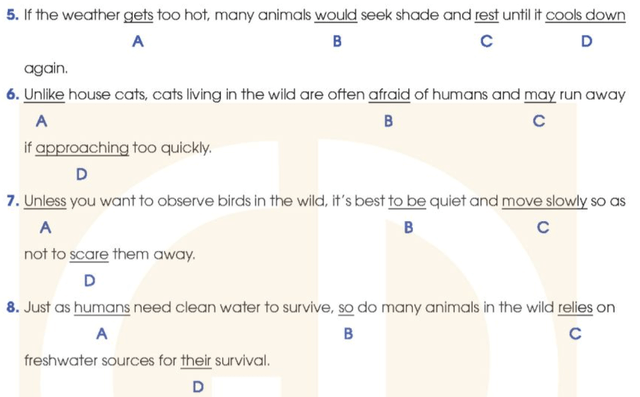 5. If the weather gets too hot, many animals would seek shade and rest until it cools down
A B C D
again.
6. Unlike house cats, cats living in the wild are often afraid of humans and may run away
A B C
if approaching too quickly.
D
7. Unless you want to observe birds in the wild, it's best to be quiet and move slowly so as
A B C
not to scare them away.
D
8. Just as humans need clean water to survive, so do many animals in the wild relies on
A B C
freshwater sources for their survival.
D